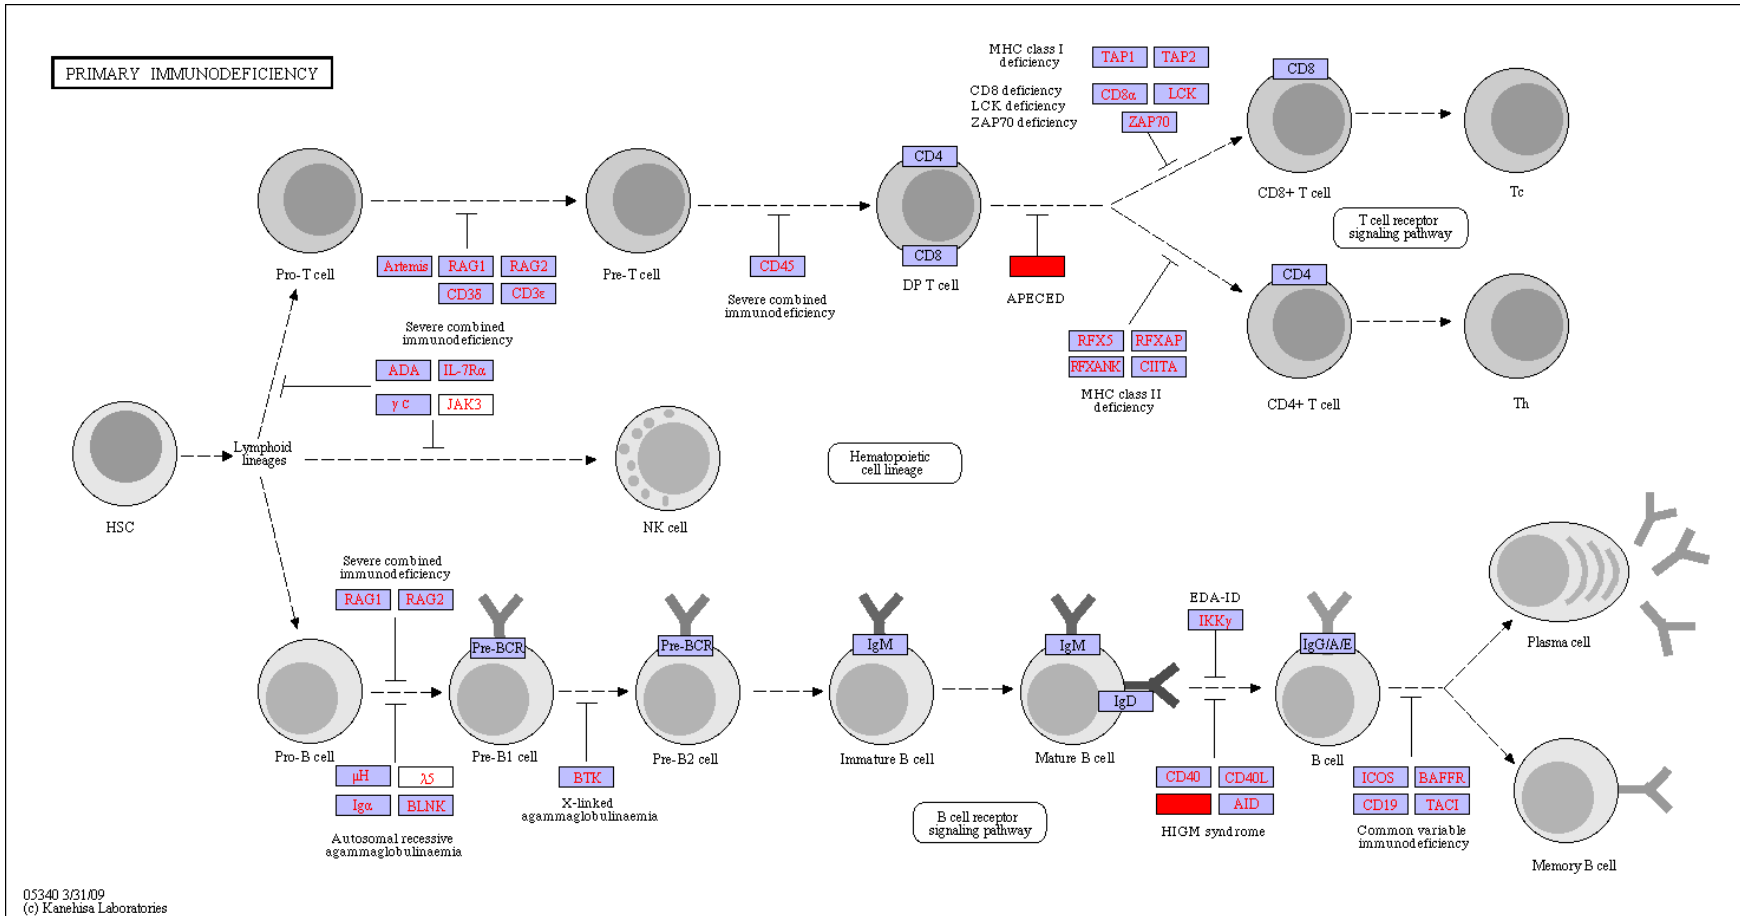 PRIMARY IMMUNODEFICIENCY
MHC class I
deficiency
TAP1
TAP2
CD8 deficiency
LCK deficiency
ZAP70 deficiency
CD8α
LCK
ZAP70
CD8
CD8+ T cell
Tc
T cell receptor
signaling pathway
Pro-T cell
Pre-T cell
CD4
CD8
DP T cell
Artemis
RAG1
RAG2
CD3δ
CD3ε
Severe combined
immunodeficiency
CD45
Severe combined
immunodeficiency
APECED
CD4
CD4+ T cell
Th
RFX5
RFXAP
RFXANK
CIITA
MHC class II
deficiency
ADA
IL-7Rα
γc
JAK3
HSC
Lymphoid
lineages
NK cell
Hematopoietic
cell lineage
Severe combined
immunodeficiency
RAG1
RAG2
Pro-B cell
Pre-BCR
Pre-B1 cell
Pre-BCR
Pre-B2 cell
IgM
Immature B cell
IgM
IgD
Mature B cell
EDA-ID
IKKγ
IgG/A/E
B cell
Plasma cell
Memory B cell
μH
λ5
Igα
BLNK
Autosomal recessive
agammaglobulinaemia
BTK
X-linked
agammaglobulinaemia
B cell receptor
signaling pathway
CD40
CD40L
AID
HIGM syndrome
ICOS
BAFFR
CD19
TACI
Common variable
immunodeficiency
05340 3/31/09
(c) Kanehisa Laboratories